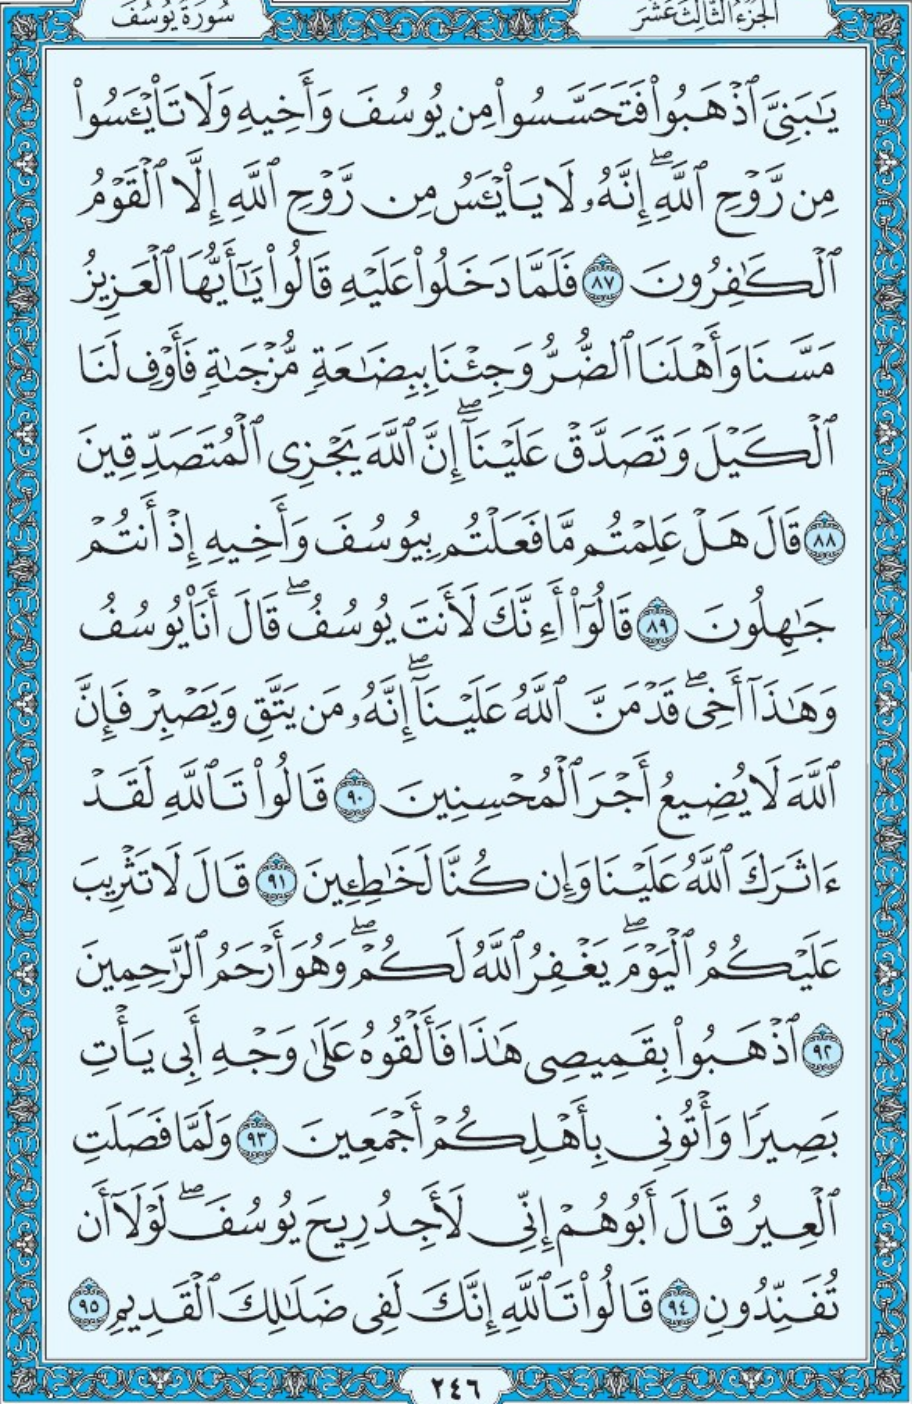 الجزء الثالث عشر
سورة يوسف
يَٰبَنِيَّ ٱذْهَبُوا۟ فَتَحَسَّسُوا۟ مِن يُوسُفَ وَأَخِيهِ وَلَا تَا۟يْـَٔسُوا۟
مِن رَّوْحِ ٱللَّهِ ۖ إِنَّهُۥ لَا يَا۟يْـَٔسُ مِن رَّوْحِ ٱللَّهِ إِلَّا ٱلْقَوْمُ
ٱلْكَٰفِرُونَ ٨٧ فَلَمَّا دَخَلُوا۟ عَلَيْهِ قَالُوا۟ يَٰٓأَيُّهَا ٱلْعَزِيزُ
مَسَّنَا وَأَهْلَنَا ٱلضُّرُّ وَجِئْنَا بِبِضَٰعَةٍ مُّزْجَىٰةٍ فَأَوْفِ لَنَا
ٱلْكَيْلَ وَتَصَدَّقْ عَلَيْنَآ ۖ إِنَّ ٱللَّهَ يَجْزِى ٱلْمُتَصَدِّقِينَ
٨٨ قَالَ هَلْ عَلِمْتُم مَّا فَعَلْتُم بِيُوسُفَ وَأَخِيهِ إِذْ أَنتُمْ
جَٰهِلُونَ ٨٩ قَالُوٓا۟ أَءِنَّكَ لَأَنتَ يُوسُفُ ۖ قَالَ أَنَا۠ يُوسُفُ
وَهَٰذَآ أَخِى ۖ قَدْ مَنَّ ٱللَّهُ عَلَيْنَآ ۖ إِنَّهُۥ مَن يَتَّقِ وَيَصْبِرْ فَإِنَّ
ٱللَّهَ لَا يُضِيعُ أَجْرَ ٱلْمُحْسِنِينَ ٩٠ قَالُوا۟ تَٱللَّهِ لَقَدْ
ءَاثَرَكَ ٱللَّهُ عَلَيْنَا وَإِن كُنَّا لَخَٰطِـِٔينَ ٩١ قَالَ لَا تَثْرِيبَ
عَلَيْكُمُ ٱلْيَوْمَ ۖ يَغْفِرُ ٱللَّهُ لَكُمْ ۖ وَهُوَ أَرْحَمُ ٱلرَّٰحِمِينَ
٩٢ ٱذْهَبُوا۟ بِقَمِيصِى هَٰذَا فَأَلْقُوهُ عَلَىٰ وَجْهِ أَبِى يَأْتِ
بَصِيرًا وَأْتُونِى بِأَهْلِكُمْ أَجْمَعِينَ ٩٣ وَلَمَّا فَصَلَتِ
ٱلْعِيرُ قَالَ أَبُوهُمْ إِنِّى لَأَجِدُ رِيحَ يُوسُفَ ۖ لَوْلَآ أَن
تُفَنِّدُونِ ٩٤ قَالُوا۟ تَٱللَّهِ إِنَّكَ لَفِى ضَلَٰلِكَ ٱلْقَدِيمِ ٩٥
٢٤٦